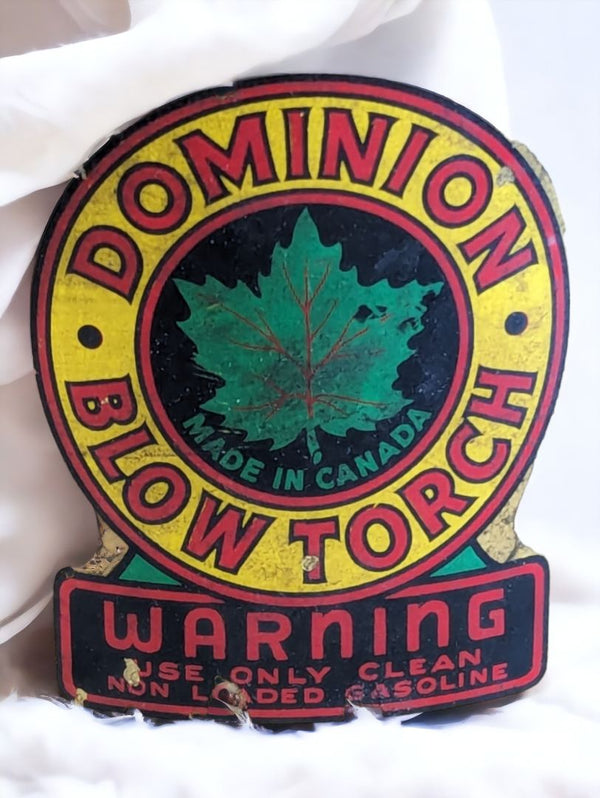 DOMINION
BLOW TORCH
MADE IN CANADA
WARNING
USE ONLY CLEAN
NON LOADED GASOLINE